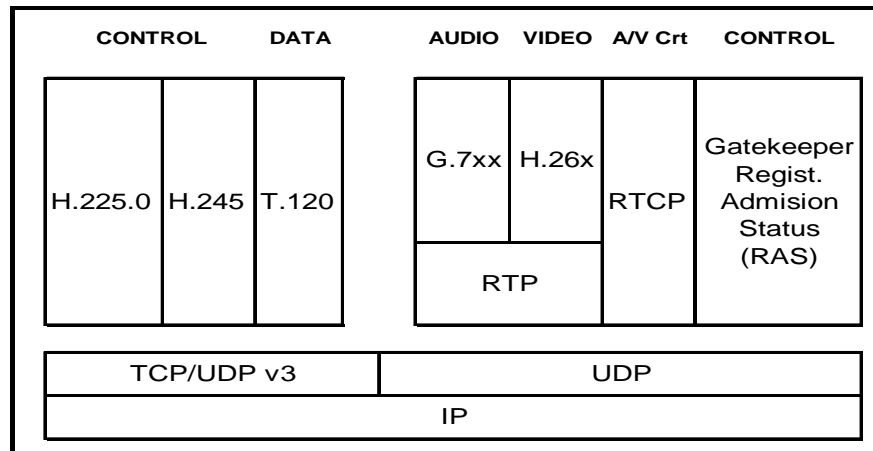 CONTROL DATA AUDIO VIDEO A/V Crt CONTROL
H.225.0 H.245 T.120
G.7xx H.26x
RTP
RTCP
Gatekeeper
Regist.
Admision
Status
(RAS)
TCP/UDP v3 UDP
IP